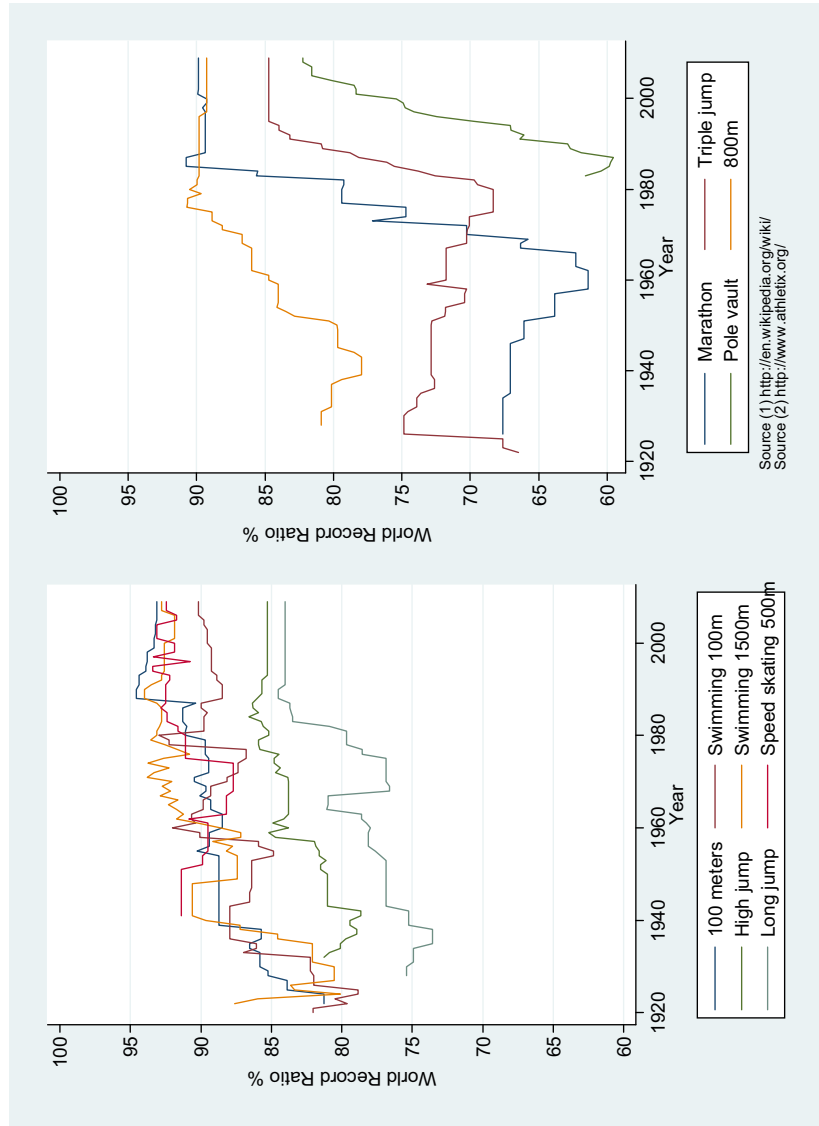 100
95
90
85
80
75
70
65
60
World Record Ratio %
1920
1940
1960
1980
2000
Year
100 meters
Swimming 100m
High jump
Swimming 1500m
Long jump
Speed skating 500m
100
95
90
85
80
75
70
65
60
World Record Ratio %
1920
1940
1960
1980
2000
Year
Marathon
Triple jump
Pole vault
800m
Source (1) http://en.wikipedia.org/wiki/
Source (2) http://www.athletix.org/